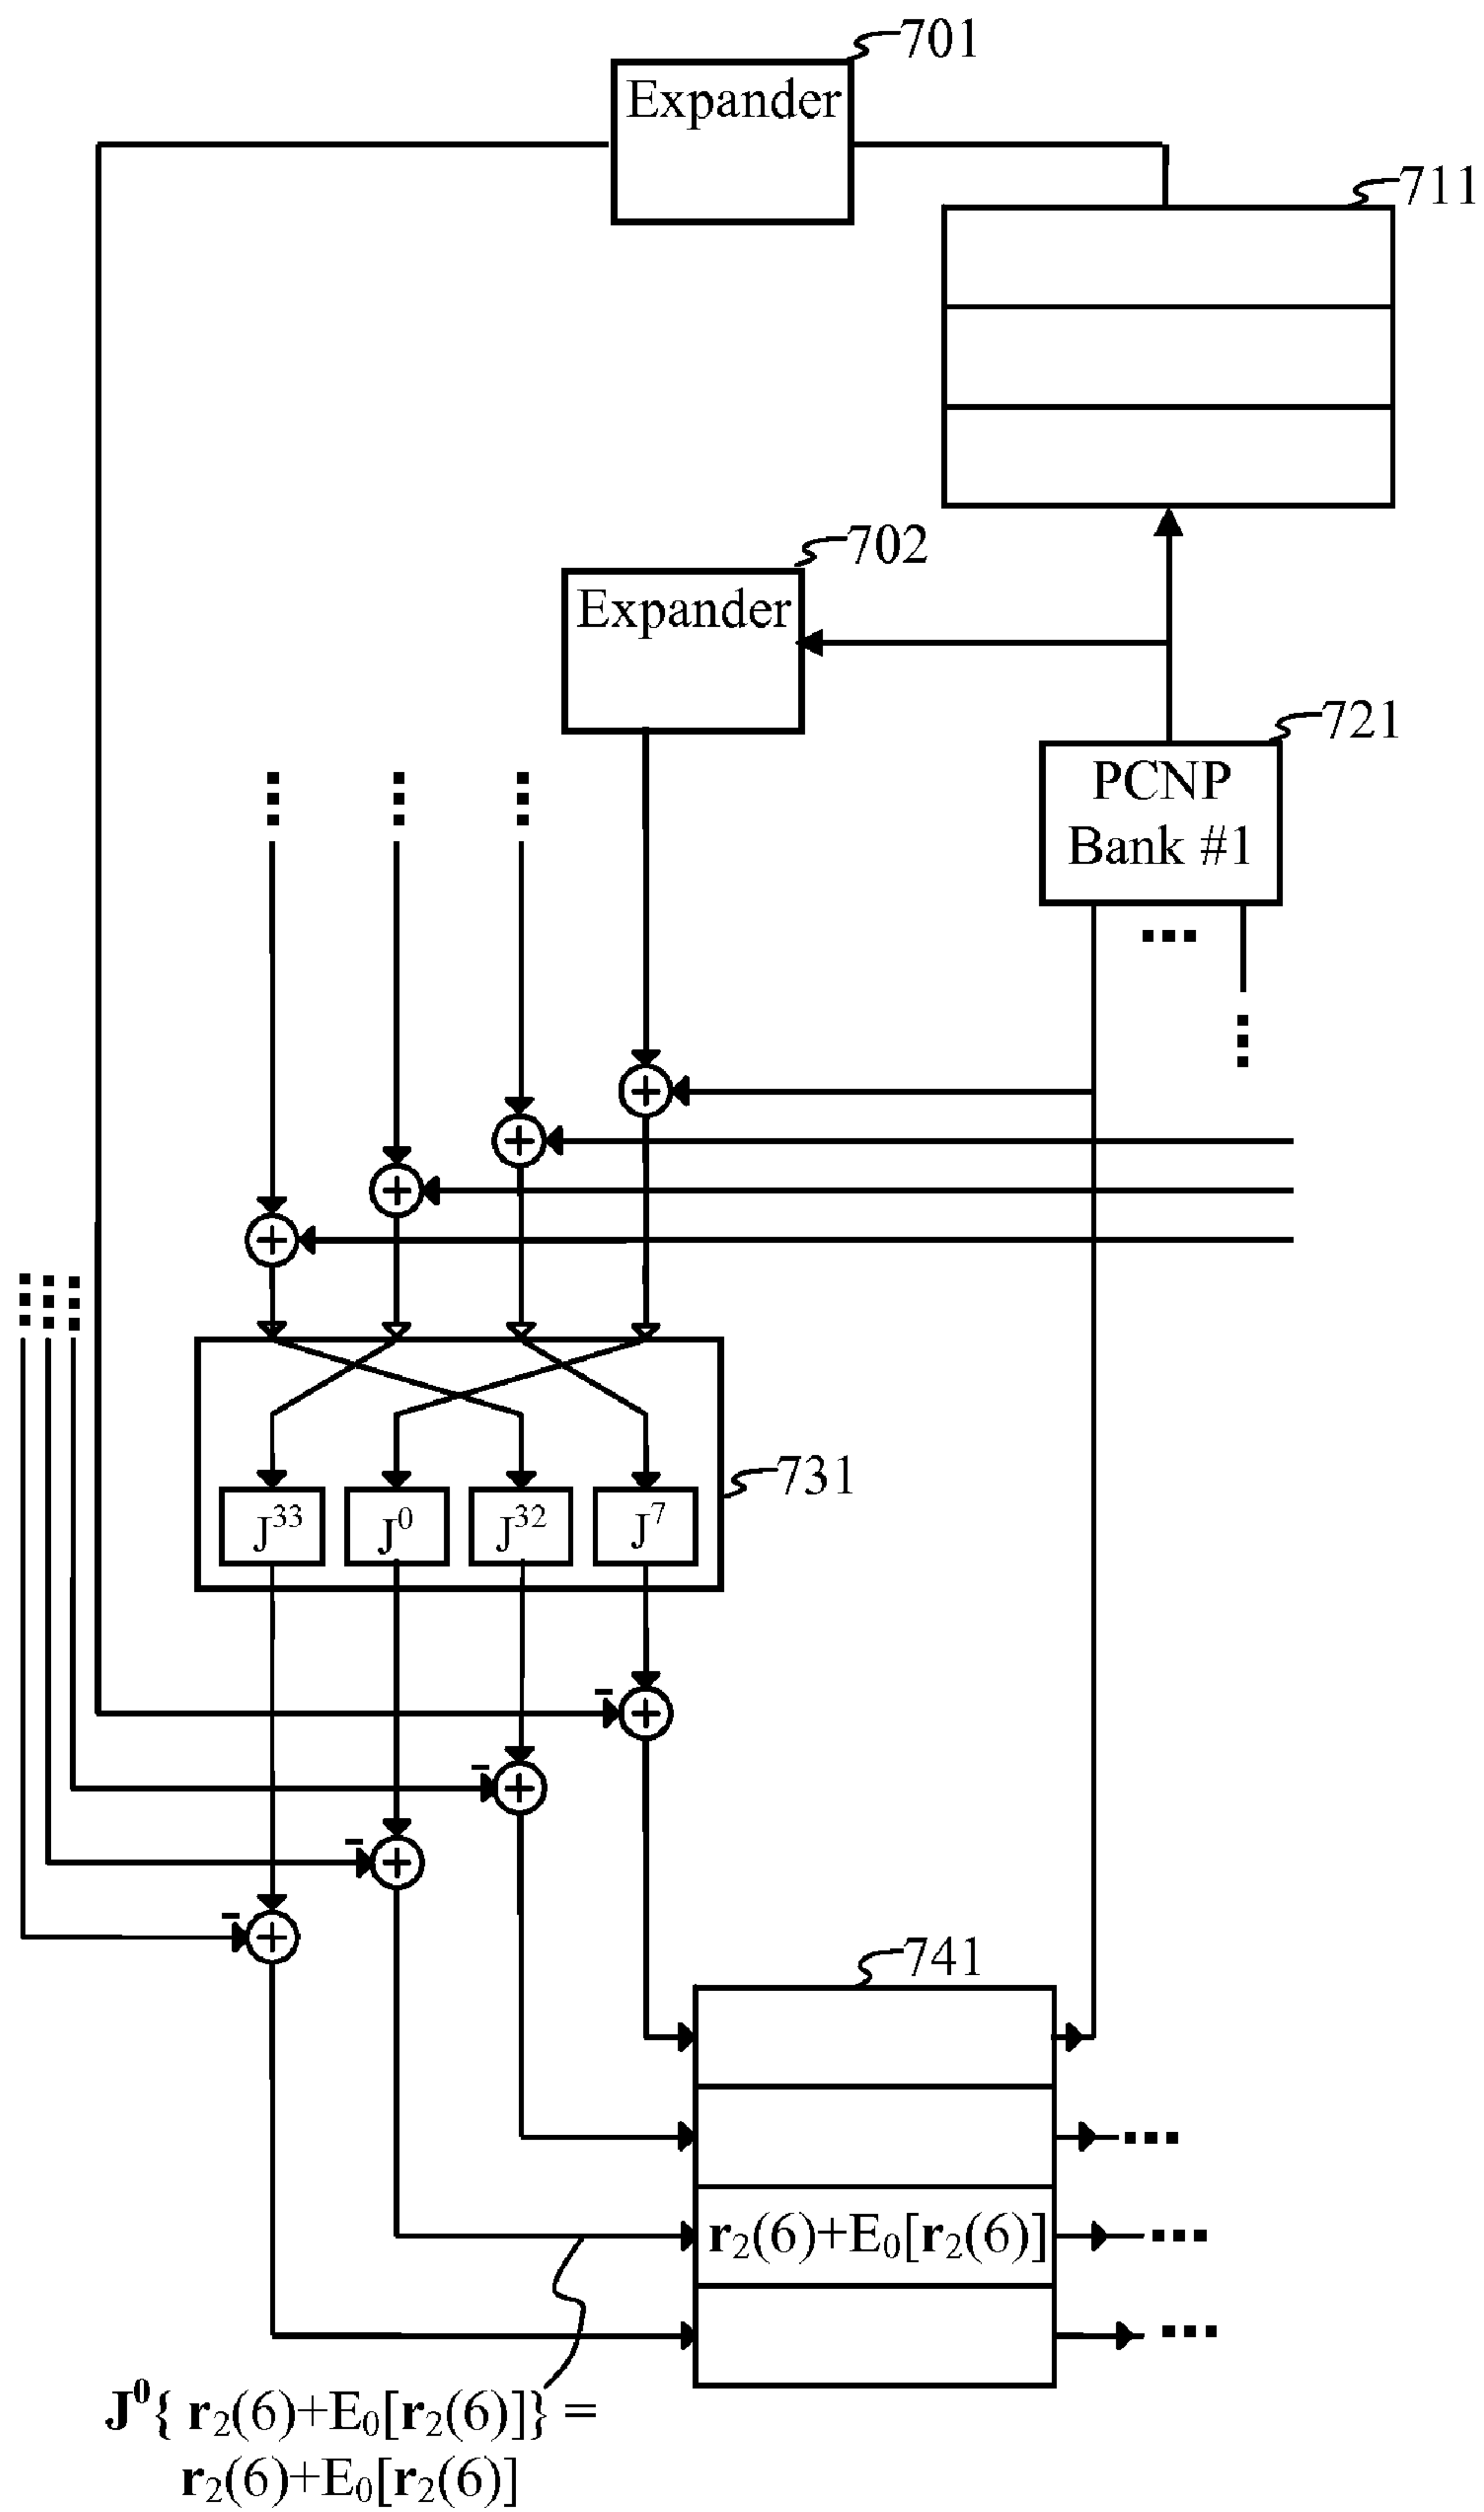 701
Expander
711
702
Expander
721
PCNP
Bank #1
731
J³³
J⁰
J³²
J⁷
-
-
-
-
741
r₂(6)+E₀[r₂(6)]
J⁰{ r₂(6)+E₀[r₂(6)]} =
r₂(6)+E₀[r₂(6)]